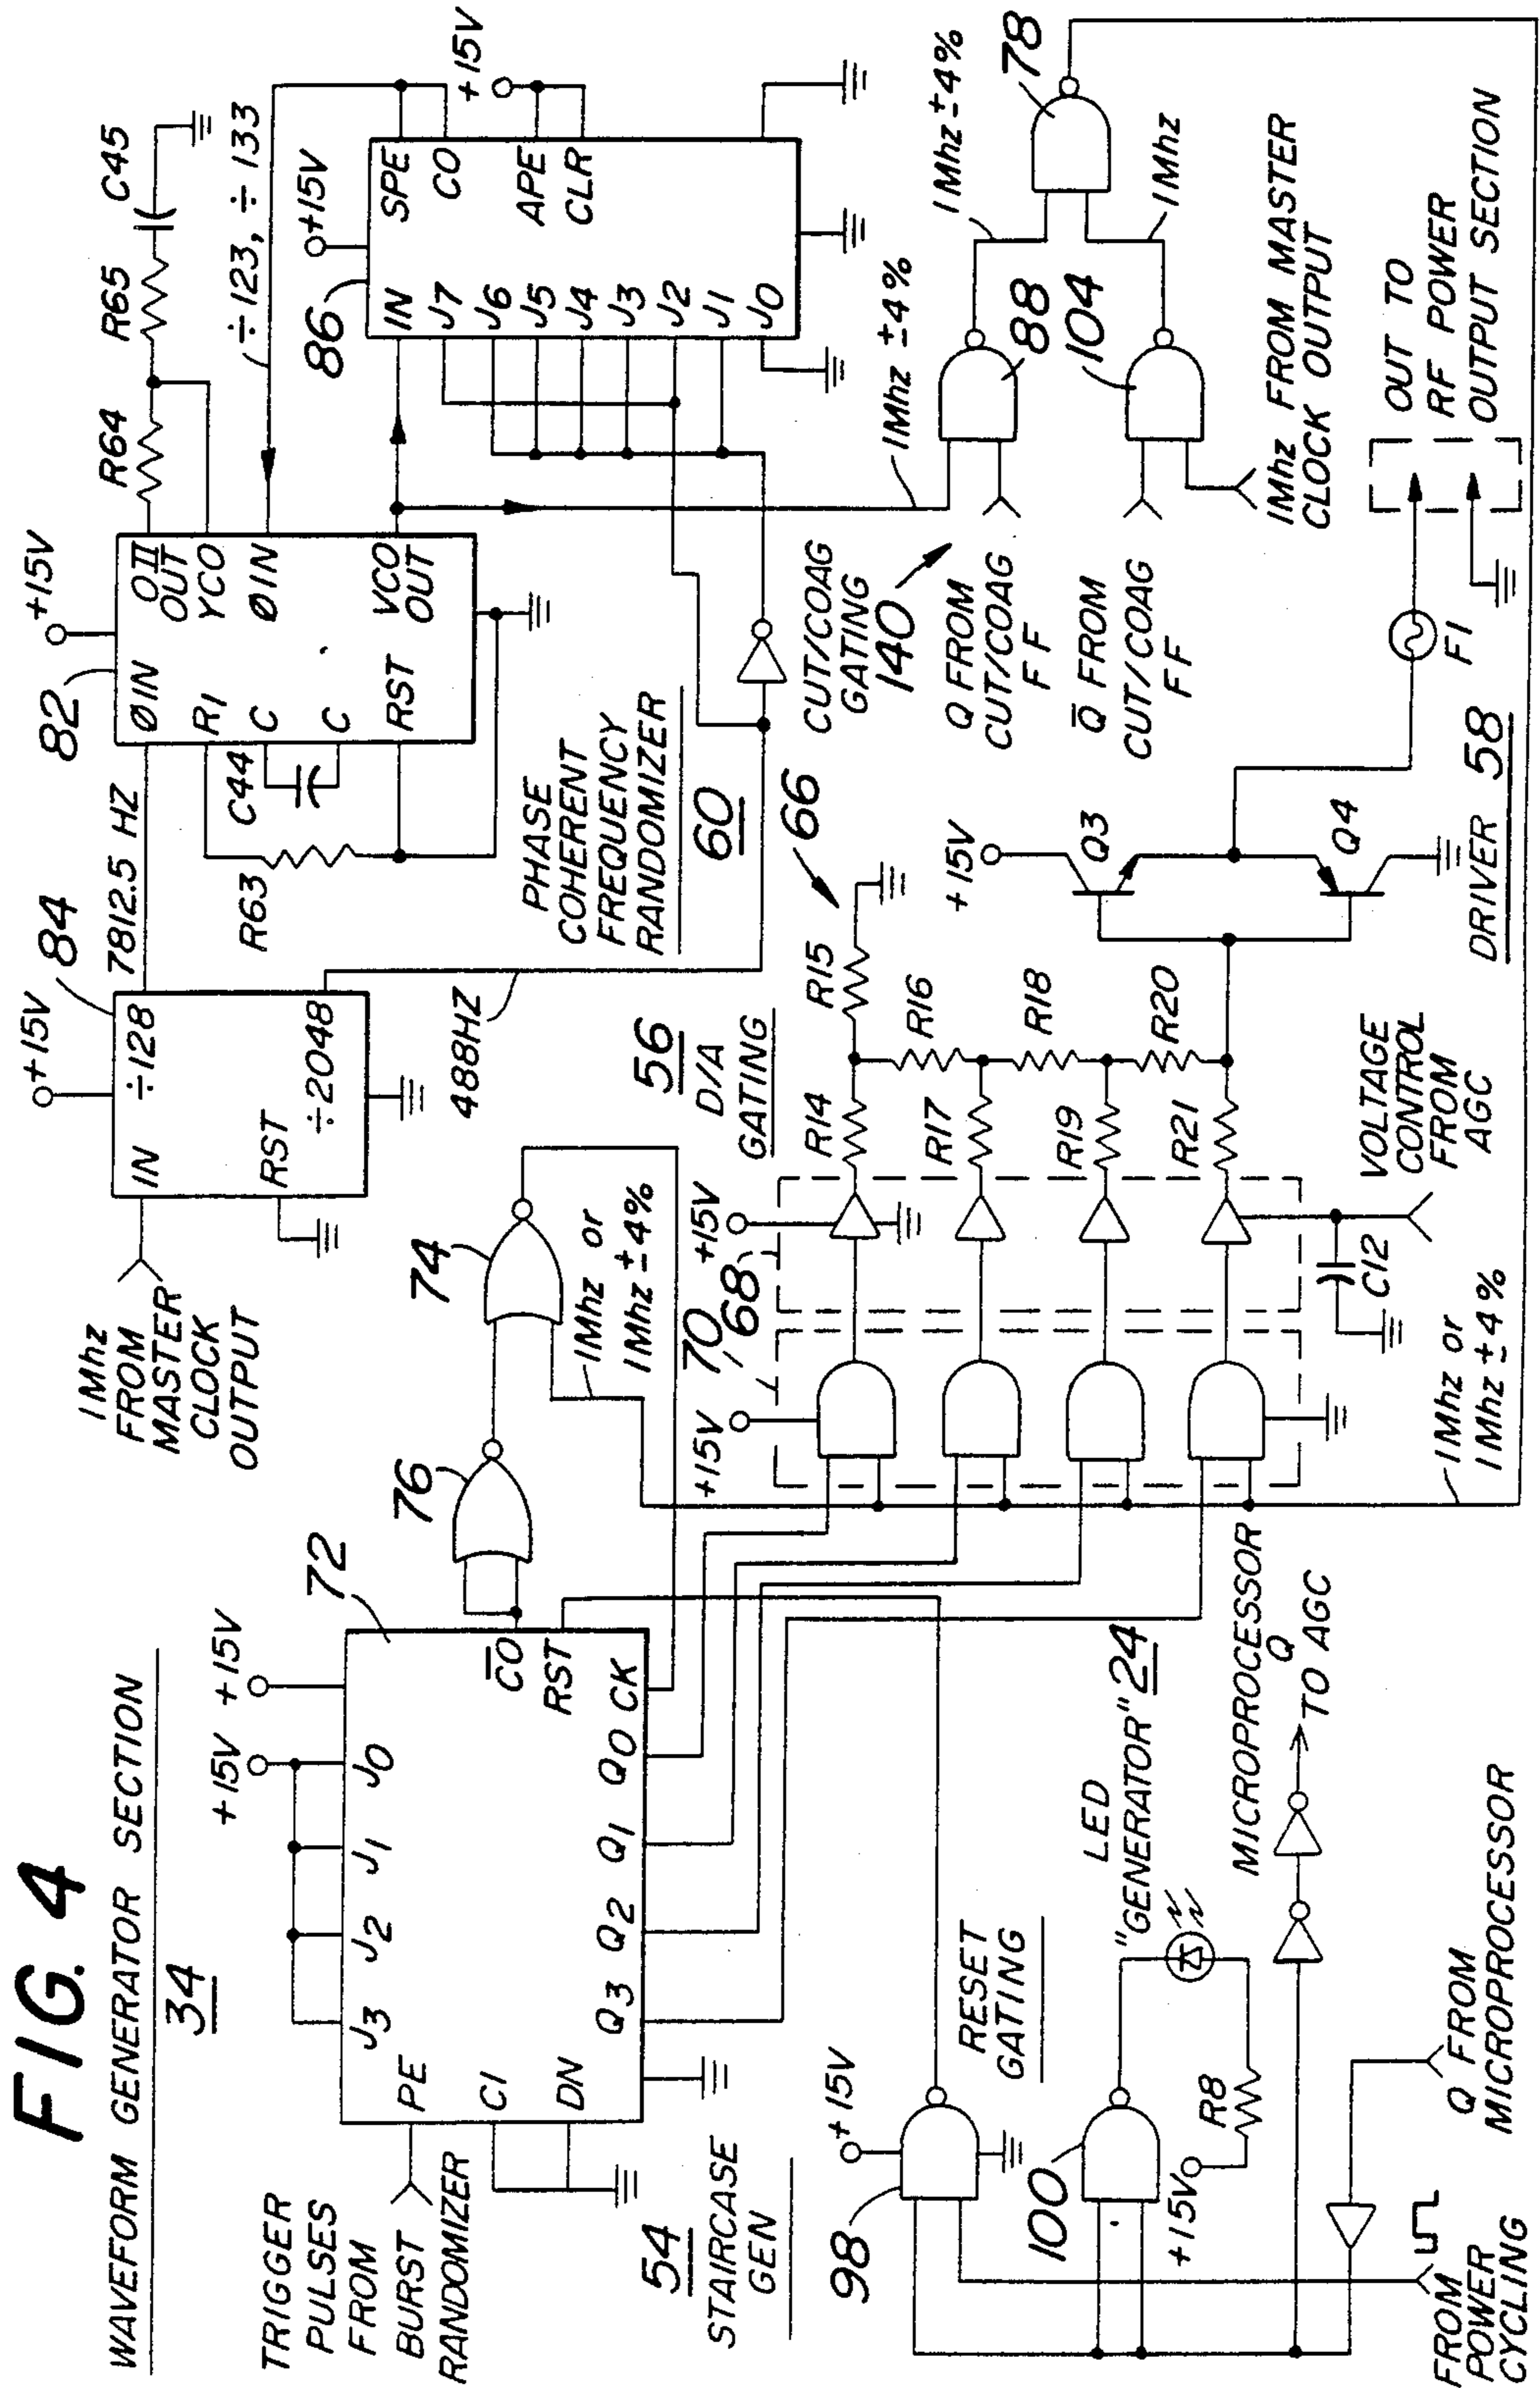 FIG. 4
WAVEFORM GENERATOR SECTION
34
+15V
+15V
72
J3
J2
J1
J0
PE
CI
DN
C̅O̅
RST
Q3
Q2
Q1
Q0
CK
TRIGGER
PULSES
FROM
BURST
RANDOMIZER
54
STAIRCASE
GEN
76
74
1Mhz or
1Mhz ±4%
1Mhz
FROM
MASTER
CLOCK
OUTPUT
+15V
84
IN
÷128
RST
÷2048
7812.5 HZ
488HZ
82
+15V
ØIN
R1
C
C
RST
O II
OUT
YCO
ØIN
VCO
OUT
C44
R63
R64
R65
C45
÷123, ÷133
PHASE
COHERENT
FREQUENCY
RANDOMIZER
60
86
+15V
IN
J7
J6
J5
J4
J3
J2
J1
J0
SPE
CO
APE
CLR
+15V
1Mhz ±4%
CUT/COAG
GATING
140
Q FROM
CUT/COAG
FF
Q̅ FROM
CUT/COAG
FF
88
104
1Mhz ±4%
1Mhz
78
1Mhz FROM MASTER
CLOCK OUTPUT
56
D/A
GATING
66
+15V
70
+15V
68
R14
R15
R16
R17
R18
R19
R20
R21
C12
VOLTAGE
CONTROL
FROM
AGC
1Mhz or
1Mhz ±4%
+15V
Q3
Q4
DRIVER 58
F1
OUT TO
RF POWER
OUTPUT SECTION
98
+15V
RESET
GATING
100
+15V
R8
LED
"GENERATOR" 24
MICROPROCESSOR
Q
TO AGC
FROM
POWER
CYCLING
Q FROM
MICROPROCESSOR